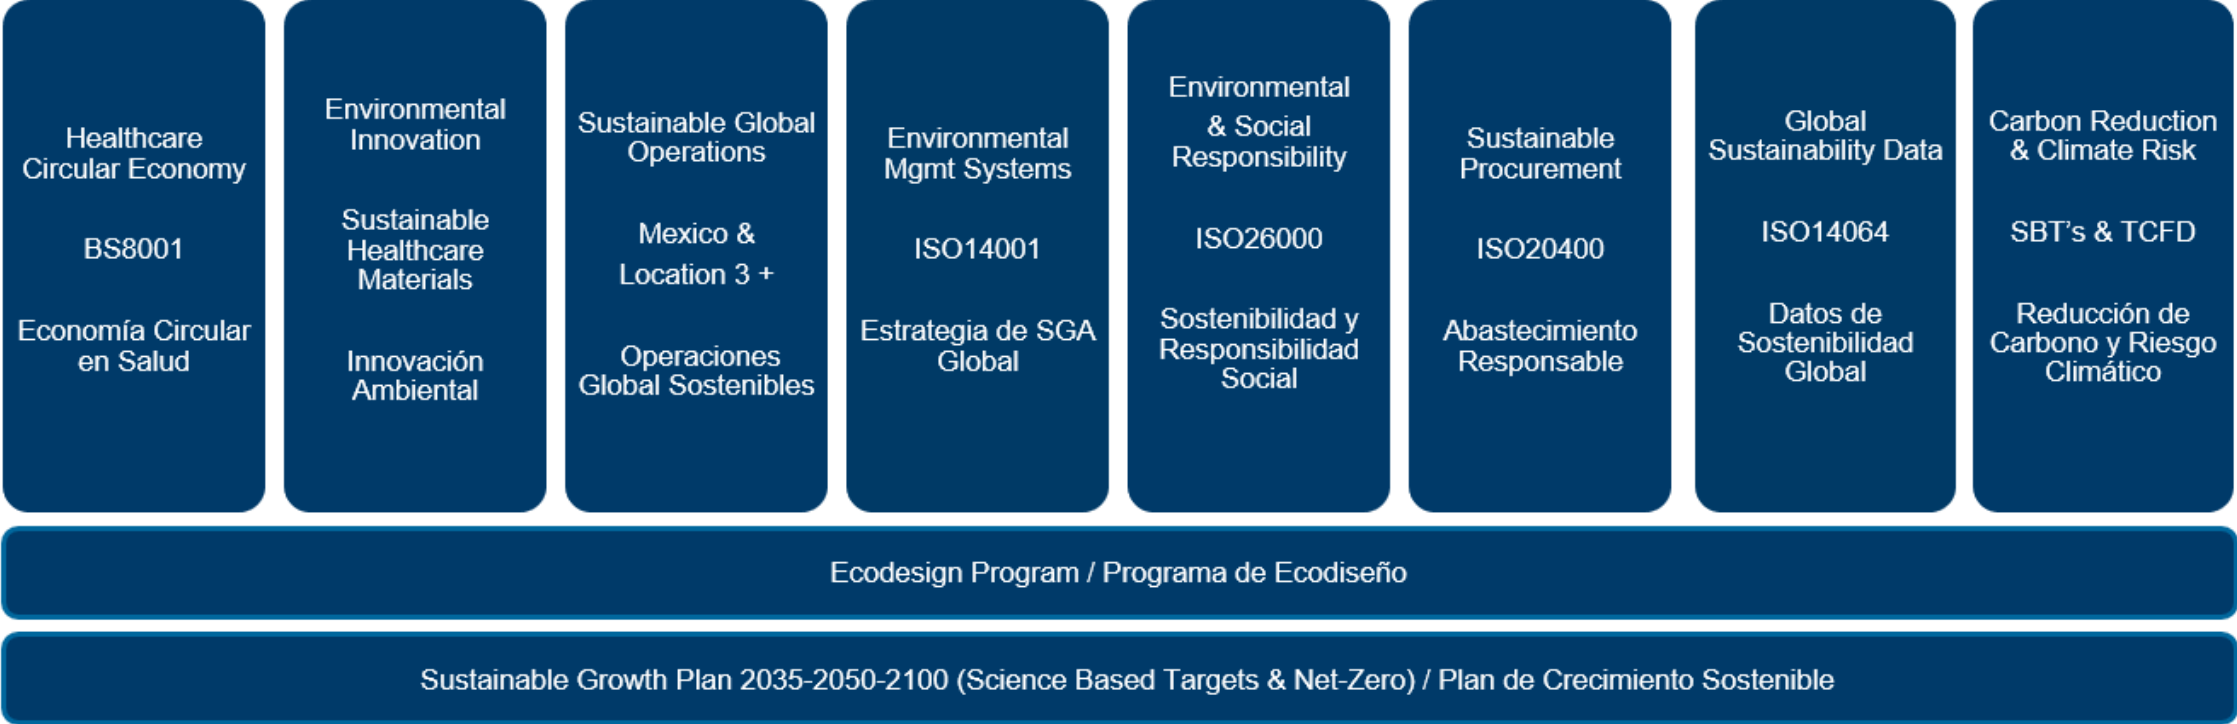 Healthcare
Circular Economy
BS8001
Economía Circular
en Salud
Environmental
Innovation
Sustainable
Healthcare
Materials
Innovación
Ambiental
Sustainable Global
Operations
Mexico &
Location 3 +
Operaciones
Global Sostenibles
Environmental
Mgmt Systems
ISO14001
Estrategia de SGA
Global
Environmental
& Social
Responsibility
ISO26000
Sostenibilidad y
Responsibilidad
Social
Sustainable
Procurement
ISO20400
Abastecimiento
Responsable
Global
Sustainability Data
ISO14064
Datos de
Sostenibilidad
Global
Carbon Reduction
& Climate Risk
SBT's & TCFD
Reducción de
Carbono y Riesgo
Climático
Ecodesign Program / Programa de Ecodiseño
Sustainable Growth Plan 2035-2050-2100 (Science Based Targets & Net-Zero) / Plan de Crecimiento Sostenible